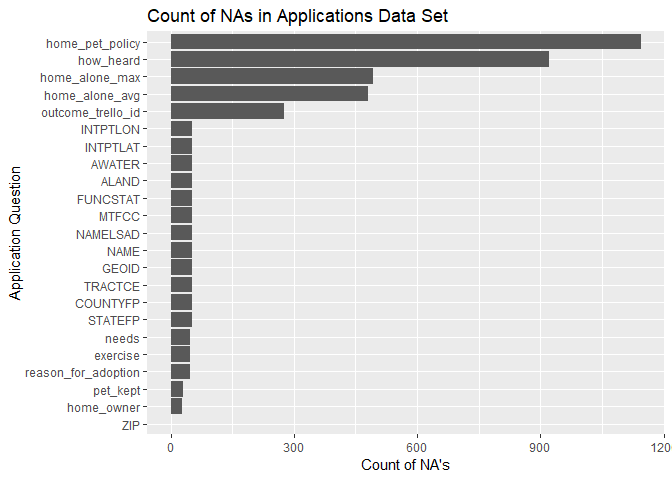 Count of NAs in Applications Data Set
Application Question
home_pet_policy
how_heard
home_alone_max
home_alone_avg
outcome_trello_id
INTPTLON
INTPTLAT
AWATER
ALAND
FUNCSTAT
MTFCC
NAMELSAD
NAME
GEOID
TRACTCE
COUNTYFP
STATEFP
needs
exercise
reason_for_adoption
pet_kept
home_owner
ZIP
0 300 600 900 120
Count of NA's